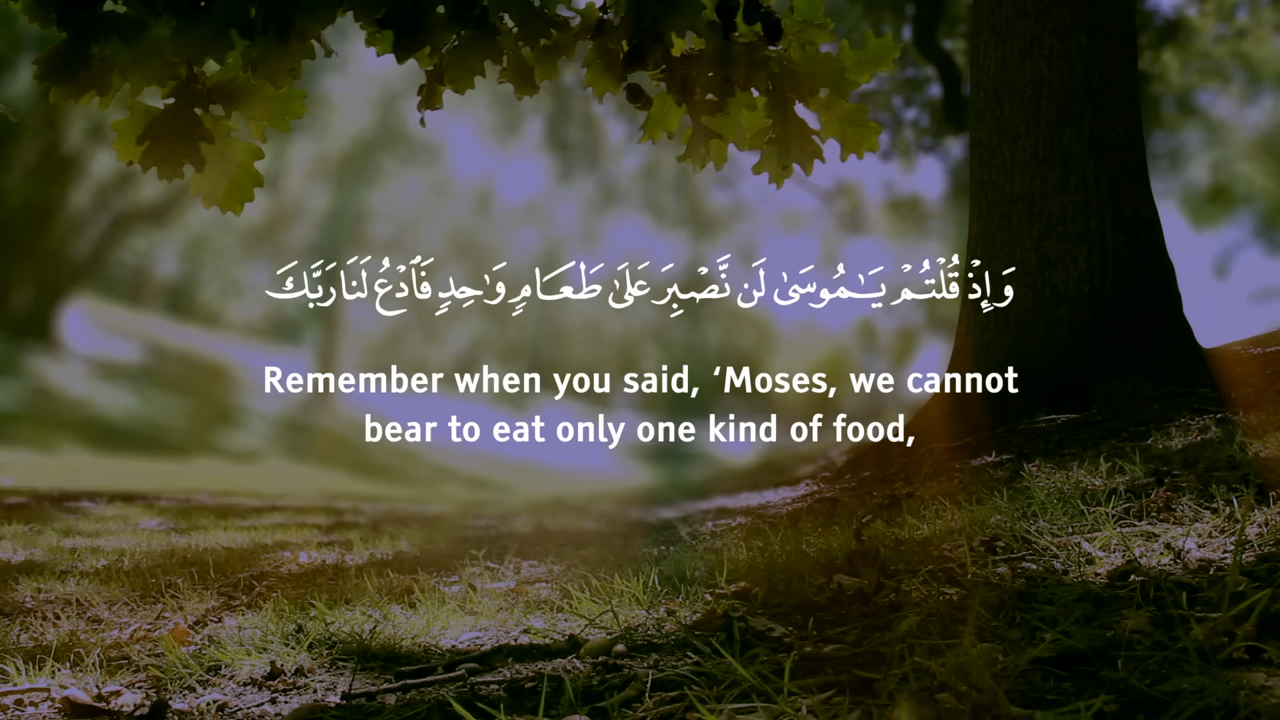 وَإِذْ قُلْتُمْ يَـٰمُوسَىٰ لَن نَّصْبِرَ عَلَىٰ طَعَامٍ وَٰحِدٍ فَٱدْعُ لَنَا رَبَّكَ
Remember when you said, ‘Moses, we cannot
bear to eat only one kind of food,